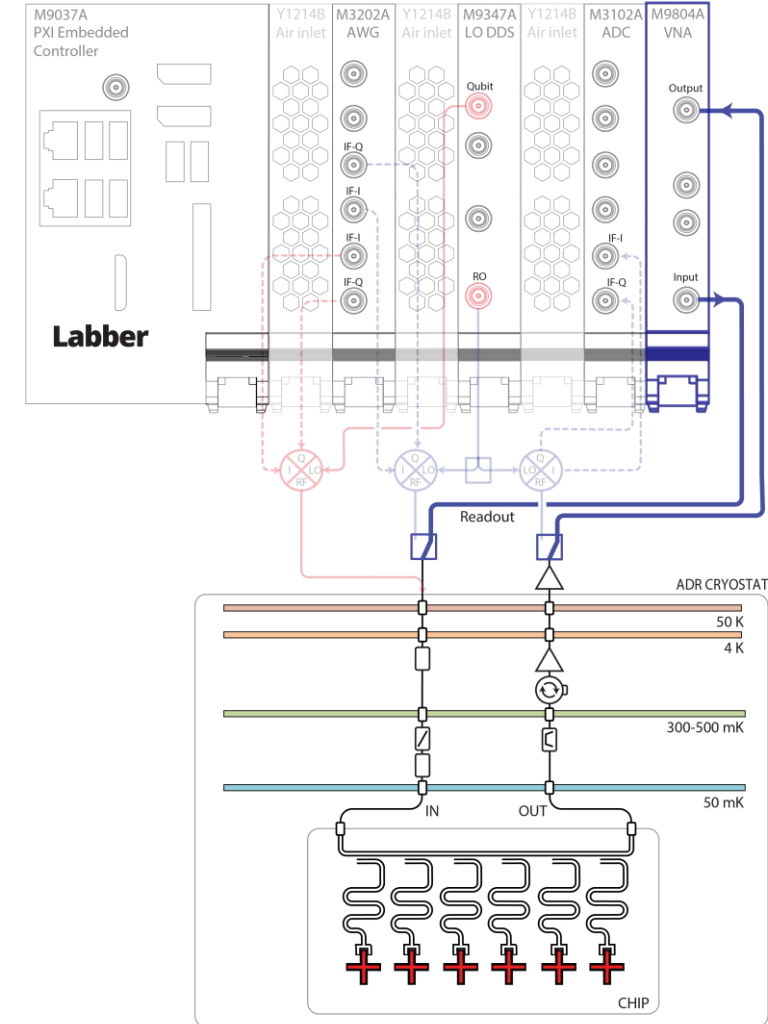 M9037A
PXI Embedded
Controller
Y1214B
Air inlet
M3202A
AWG
Y1214B
Air inlet
M9347A
LO DDS
Y1214B
Air inlet
M3102A
ADC
M9804A
VNA
Qubit
Output
IF-Q
IF-I
IF-I
IF-Q
RO
IF-I
IF-Q
Input
Labber
Q
I
LO
RF
Q
I
LO
RF
Q
LO
I
RF
Readout
ADR CRYOSTAT
50 K
4 K
300-500 mK
50 mK
IN
OUT
CHIP